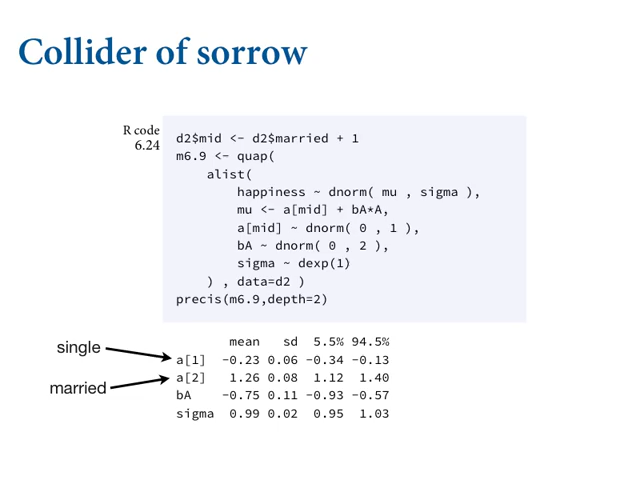 Collider of sorrow
R code
6.24
d2$mid <- d2$married + 1
m6.9 <- quap(
alist(
happiness ~ dnorm( mu , sigma ),
mu <- a[mid] + bA*A,
a[mid] ~ dnorm( 0 , 1 ),
bA ~ dnorm( 0 , 2 ),
sigma ~ dexp(1)
) , data=d2 )
precis(m6.9,depth=2)
mean sd 5.5% 94.5%
single a[1] -0.23 0.06 -0.34 -0.13
married a[2] 1.26 0.08 1.12 1.40
bA -0.75 0.11 -0.93 -0.57
sigma 0.99 0.02 0.95 1.03